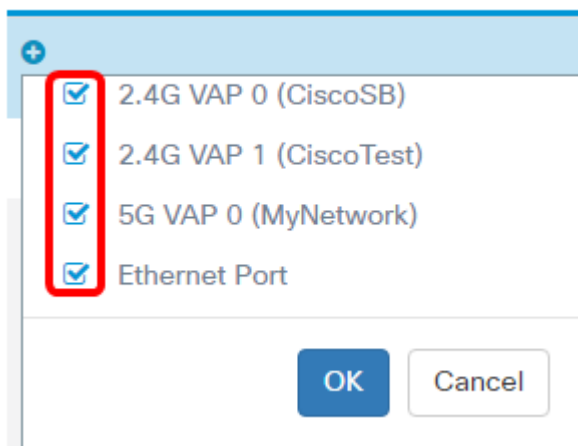 2.4G VAP 0 (CiscoSB)
2.4G VAP 1 (CiscoTest)
5G VAP 0 (MyNetwork)
Ethernet Port
OK Cancel